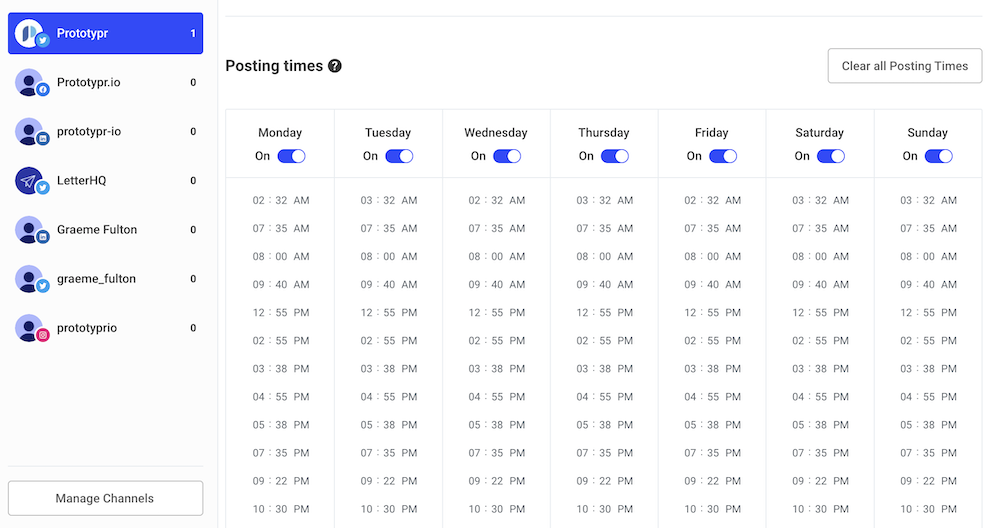 Prototypr 1
Prototypr.io 0
prototypr-io 0
LetterHQ 0
Graeme Fulton 0
graeme_fulton 0
prototyprio 0
Manage Channels
Posting times ?
Clear all Posting Times
Monday Tuesday Wednesday Thursday Friday Saturday Sunday
On On On On On On On
02 : 32 AM 03 : 32 AM 02 : 32 AM 03 : 32 AM 02 : 32 AM 03 : 32 AM 03 : 32 AM
07 : 35 AM 07 : 35 AM 07 : 35 AM 07 : 35 AM 07 : 35 AM 07 : 35 AM 07 : 35 AM
08 : 00 AM 08 : 00 AM 08 : 00 AM 08 : 00 AM 08 : 00 AM 08 : 00 AM 08 : 00 AM
09 : 40 AM 09 : 40 AM 09 : 40 AM 09 : 40 AM 09 : 40 AM 09 : 40 AM 09 : 40 AM
12 : 55 PM 12 : 55 PM 12 : 55 PM 12 : 55 PM 12 : 55 PM 12 : 55 PM 12 : 55 PM
02 : 55 PM 02 : 55 PM 02 : 55 PM 02 : 55 PM 02 : 55 PM 02 : 55 PM 02 : 55 PM
03 : 38 PM 03 : 38 PM 03 : 38 PM 03 : 38 PM 03 : 38 PM 03 : 38 PM 03 : 38 PM
04 : 55 PM 04 : 55 PM 04 : 55 PM 04 : 55 PM 04 : 55 PM 04 : 55 PM 04 : 55 PM
05 : 38 PM 05 : 38 PM 05 : 38 PM 05 : 38 PM 05 : 38 PM 05 : 38 PM 05 : 38 PM
07 : 35 PM 07 : 35 PM 07 : 35 PM 07 : 35 PM 07 : 35 PM 07 : 35 PM 07 : 35 PM
09 : 22 PM 09 : 22 PM 09 : 22 PM 09 : 22 PM 09 : 22 PM 09 : 22 PM 09 : 22 PM
10 : 30 PM 10 : 30 PM 10 : 30 PM 10 : 30 PM 10 : 30 PM 10 : 30 PM 10 : 30 PM